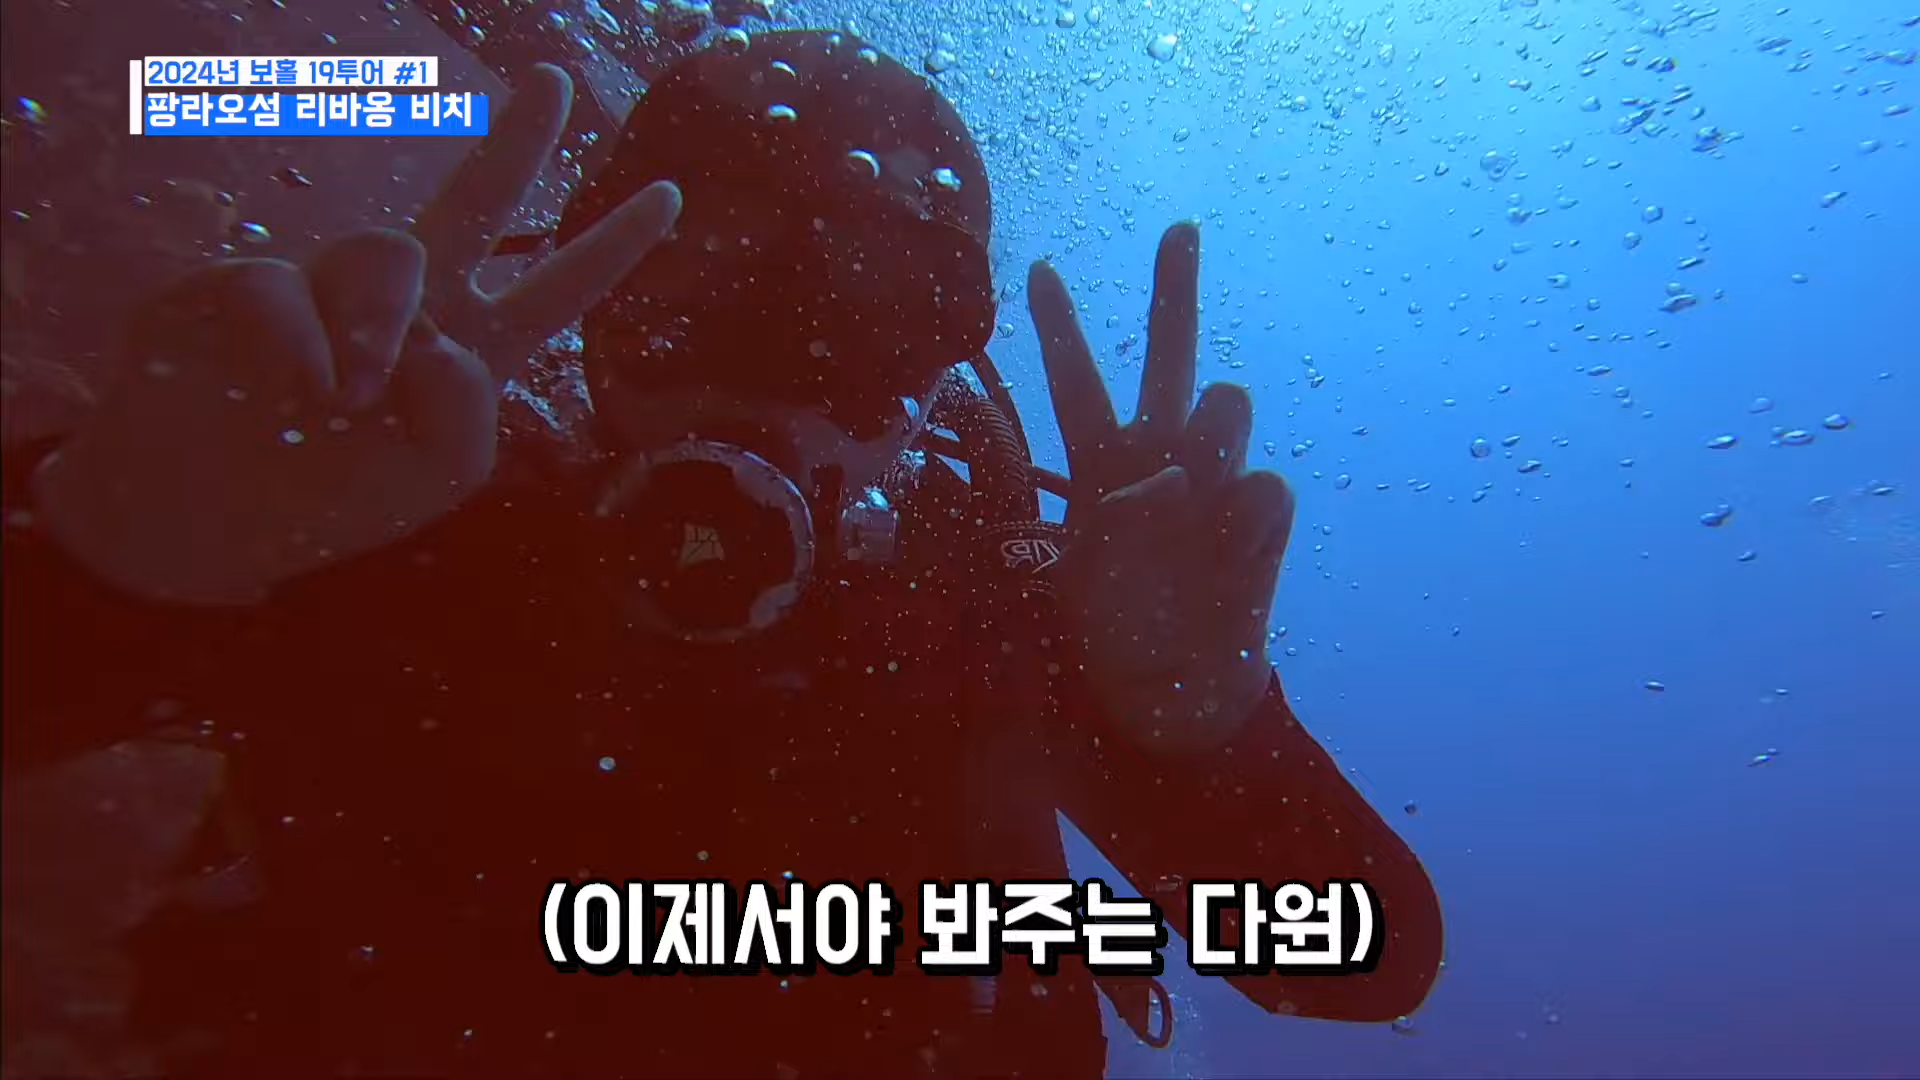 2024년 보홀 19투어 #1
팡라오섬 리바옹 비치
(이제서야 봐주는 다원)